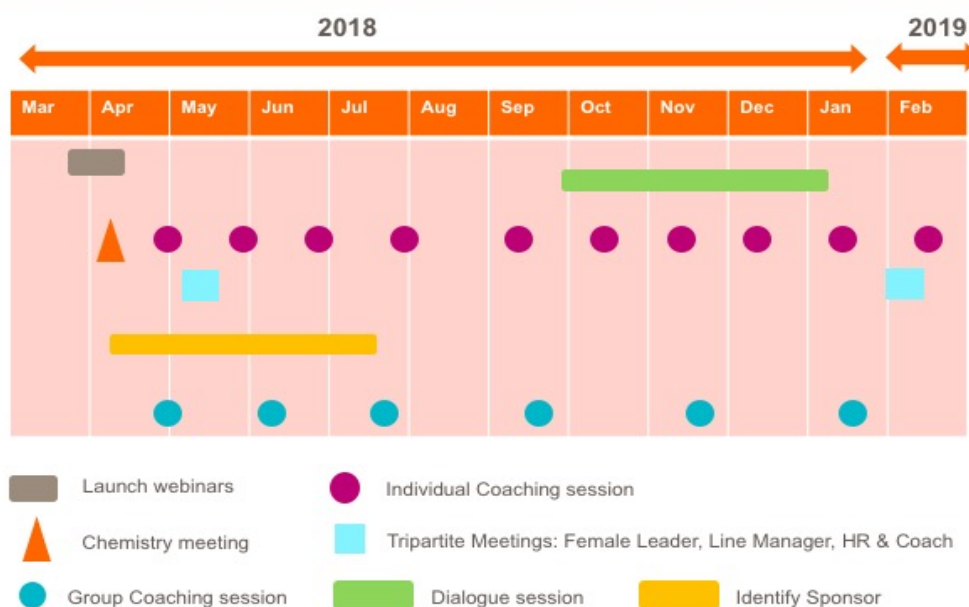 2018 2019
Mar Apr May Jun Jul Aug Sep Oct Nov Dec Jan Feb
Launch webinars Individual Coaching session
Chemistry meeting Tripartite Meetings: Female Leader, Line Manager, HR & Coach
Group Coaching session Dialogue session Identify Sponsor